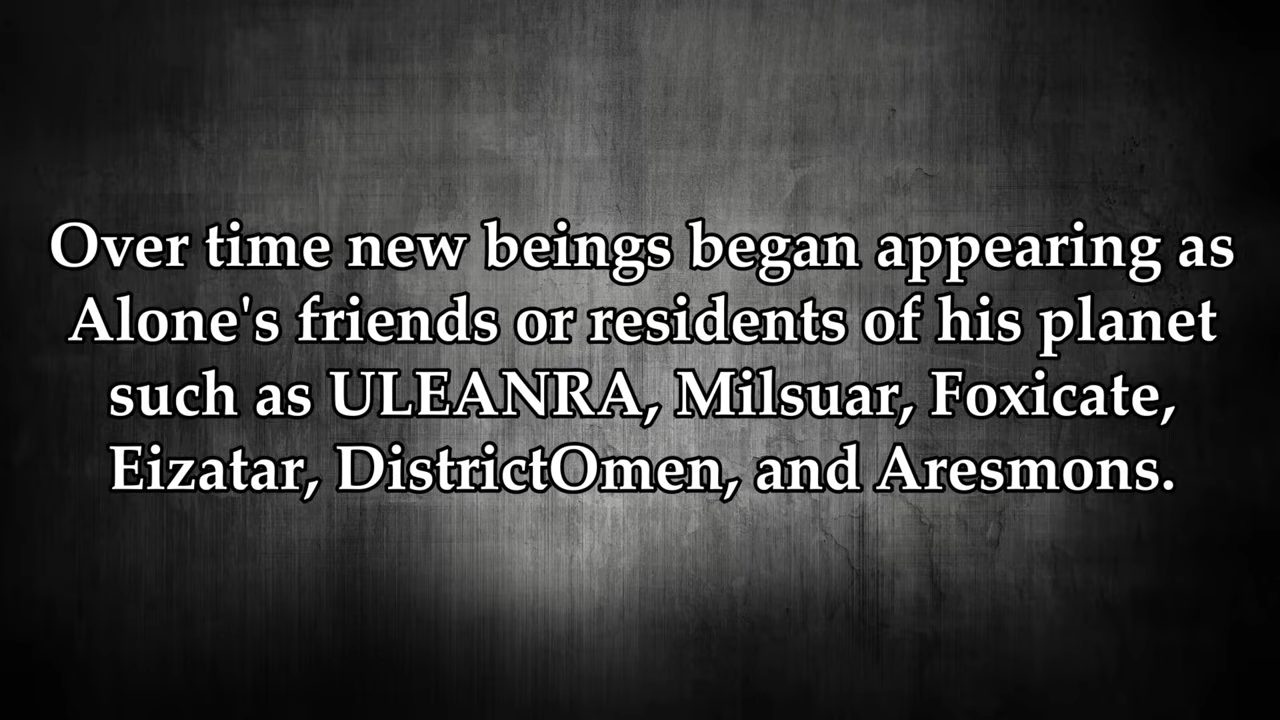 Over time new beings began appearing as
Alone's friends or residents of his planet
such as ULEANRA, Milsuar, Foxicate,
Eizatar, DistrictOmen, and Aresmons.